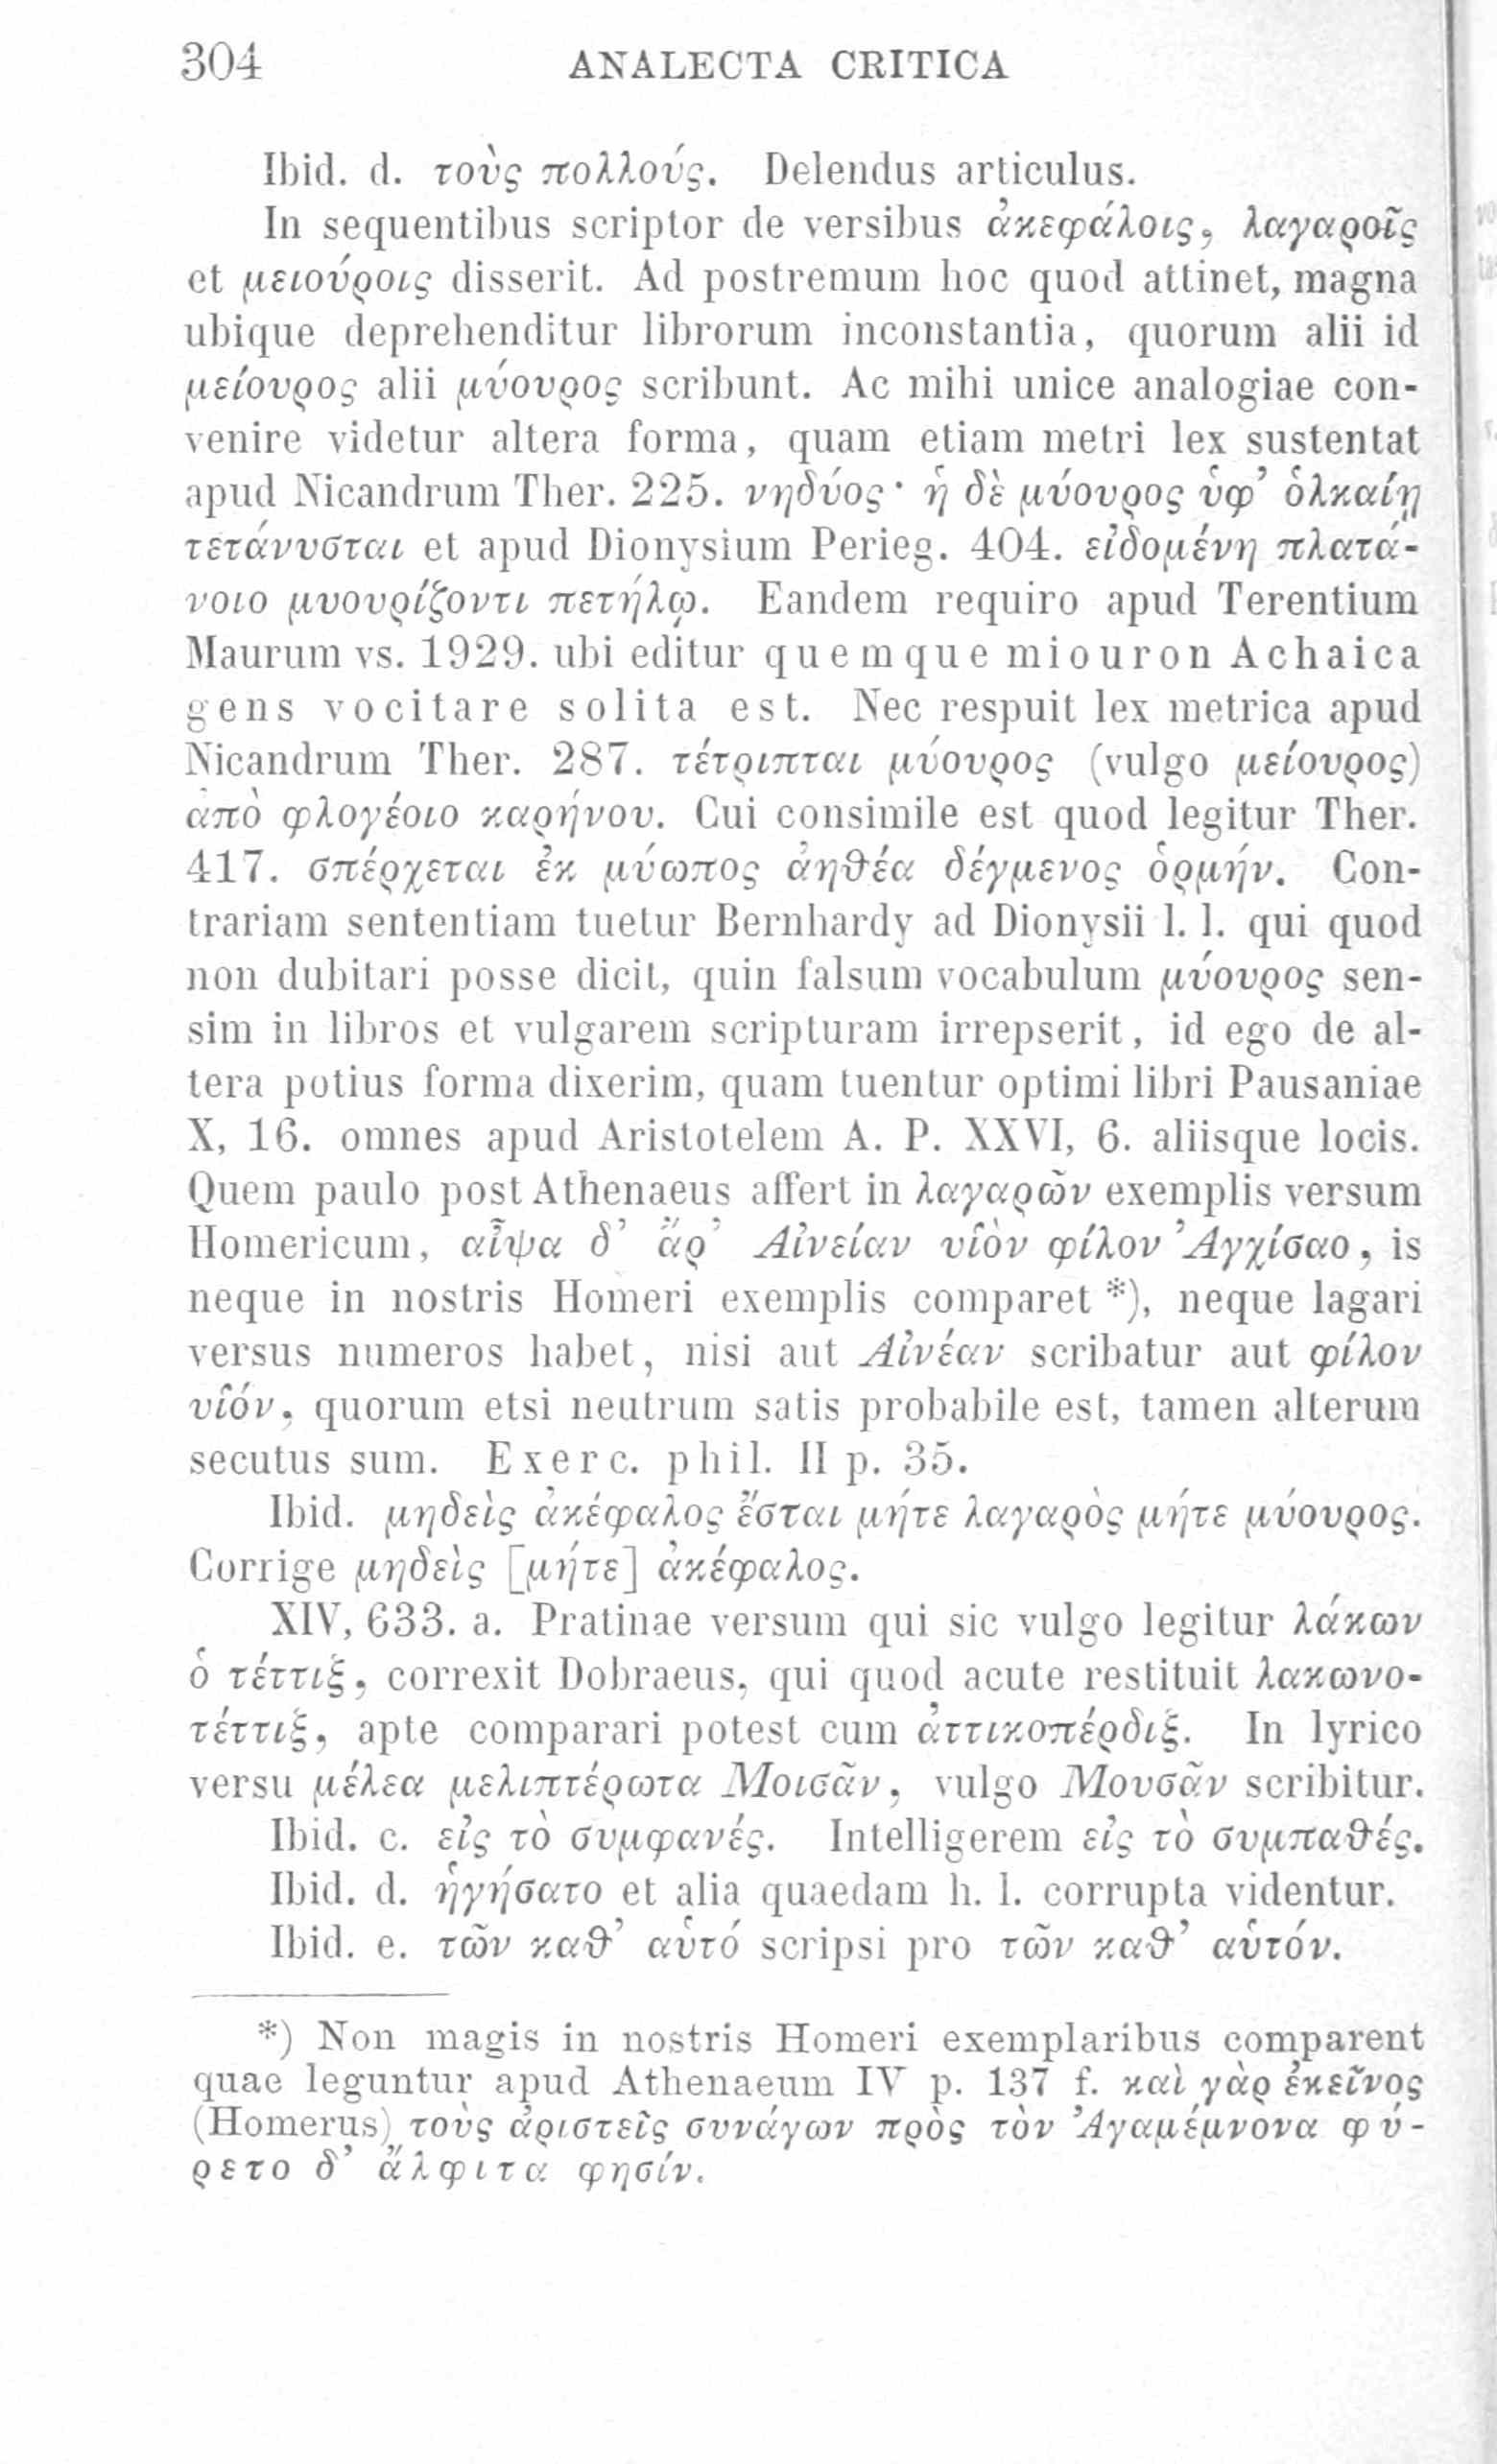 304 ANALECTA CRITICA
Ibid. d. τοὺς πολλούς. Delendus articulus.
In sequentibus scriptor de versibus ἀκεφάλοις, λαγαροῖς
et μειούροις disserit. Ad postremum hoc quod attinet, magna
ubique deprehenditur librorum inconstantia, quorum alii id
μείουρος alii μύουρος scribunt. Ac mihi unice analogiae con-
venire videtur altera forma, quam etiam metri lex sustentat
apud Nicandrum Ther. 225. νηδύος· ἡ δὲ μύουρος ὑφ’ ὁλκαίῃ
τετάνυσται et apud Dionysium Perieg. 404. εἰδομένη πλατά-
νοιο μυουρίζοντι πετήλῳ. Eandem requiro apud Terentium
Maurum vs. 1929. ubi editur quemque miouron Achaica
gens vocitare solita est. Nec respuit lex metrica apud
Nicandrum Ther. 287. τέτριπται μύουρος (vulgo μείουρος)
ἀπὸ φλογέοιο καρήνου. Cui consimile est quod legitur Ther.
417. σπέρχεται ἐκ μύωπος ἀηθέα δέγμενος ὁρμήν. Con-
trariam sententiam tuetur Bernhardy ad Dionysii l. l. qui quod
non dubitari posse dicit, quin falsum vocabulum μύουρος sen-
sim in libros et vulgarem scripturam irrepserit, id ego de al-
tera potius forma dixerim, quam tuentur optimi libri Pausaniae
X, 16. omnes apud Aristotelem A. P. XXVI, 6. aliisque locis.
Quem paulo post Athenaeus affert in λαγαρῶν exemplis versum
Homericum, αἶψα δ’ ἄρ’ Αἰνείαν υἱὸν φίλον Ἀγχίσαο, is
neque in nostris Homeri exemplis comparet *), neque lagari
versus numeros habet, nisi aut Αἰνέαν scribatur aut φίλον
υἱόν, quorum etsi neutrum satis probabile est, tamen alterum
secutus sum. Exerc. phil. II p. 35.
Ibid. μηδεὶς ἀκέφαλος ἔσται μήτε λαγαρὸς μήτε μύουρος.
Corrige μηδεὶς [μήτε] ἀκέφαλος.
XIV, 633. a. Pratinae versum qui sic vulgo legitur λάκων
ὁ τέττιξ, correxit Dobraeus, qui quod acute restituit λακωνο-
τέττιξ, apte comparari potest cum ἀττικοπέρδιξ. In lyrico
versu μέλεα μελιπτέρωτα Μοισᾶν, vulgo Μουσᾶν scribitur.
Ibid. c. εἰς τὸ συμφανές. Intelligerem εἰς τὸ συμπαθές.
Ibid. d. ἡγήσατο et alia quaedam h. l. corrupta videntur.
Ibid. e. τῶν καθ’ αὑτό scripsi pro τῶν καθ’ αὑτόν.
*) Non magis in nostris Homeri exemplaribus comparent
quae leguntur apud Athenaeum IV p. 137 f. καὶ γὰρ ἐκεῖνος
(Homerus) τοὺς ἀριστεῖς συνάγων πρὸς τὸν Ἀγαμέμνονα φύ-
ρετο δ’ ἄλφιτα φησίν.